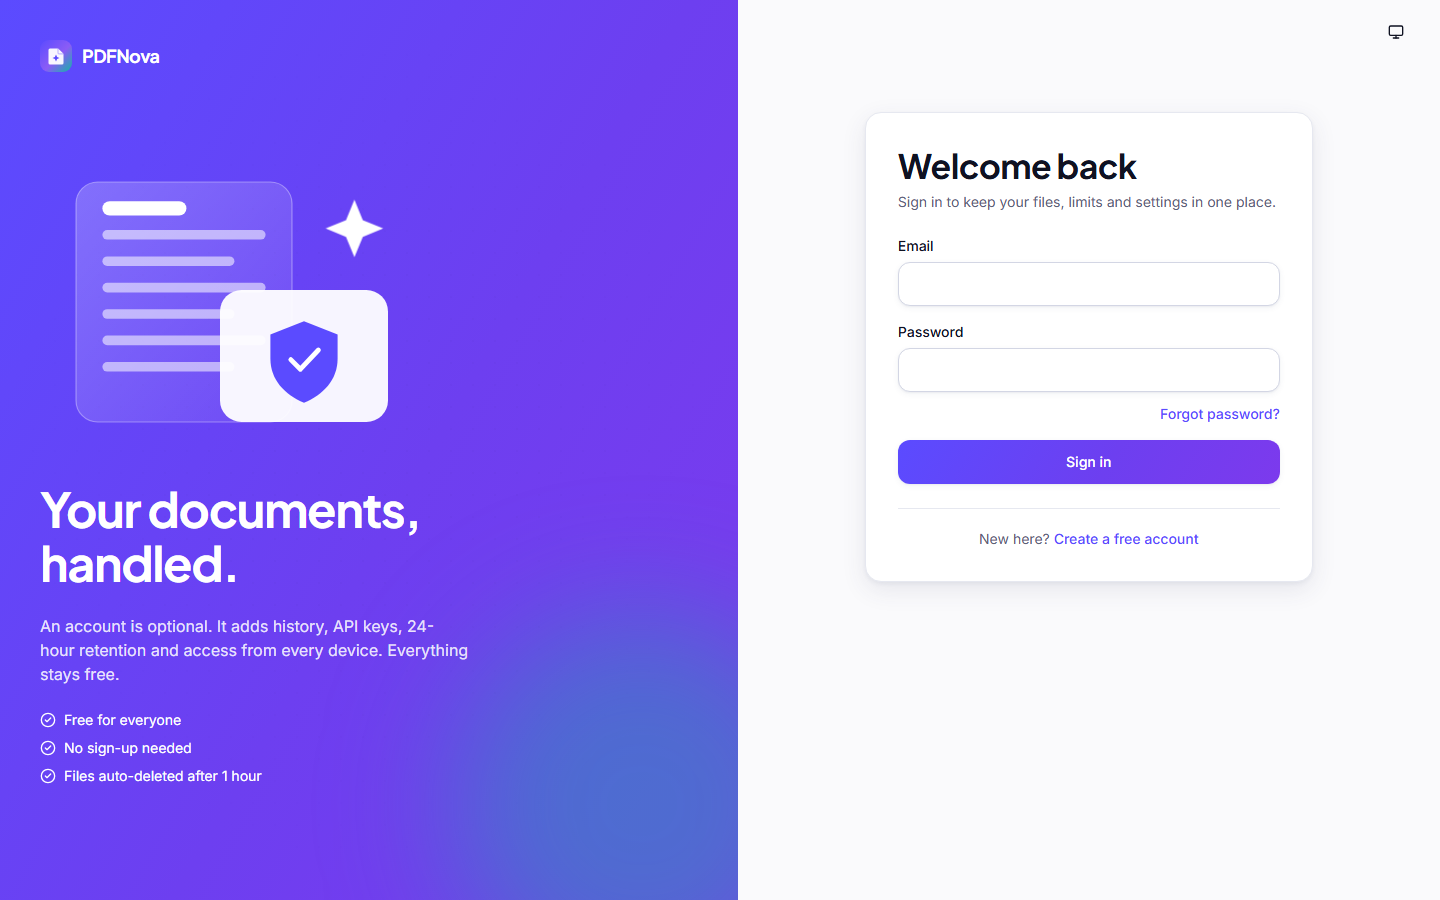 PDFNova
Your documents,
handled.
An account is optional. It adds history, API keys, 24-
hour retention and access from every device. Everything
stays free.
Free for everyone
No sign-up needed
Files auto-deleted after 1 hour
Welcome back
Sign in to keep your files, limits and settings in one place.
Email
Password
Forgot password?
Sign in
New here? Create a free account